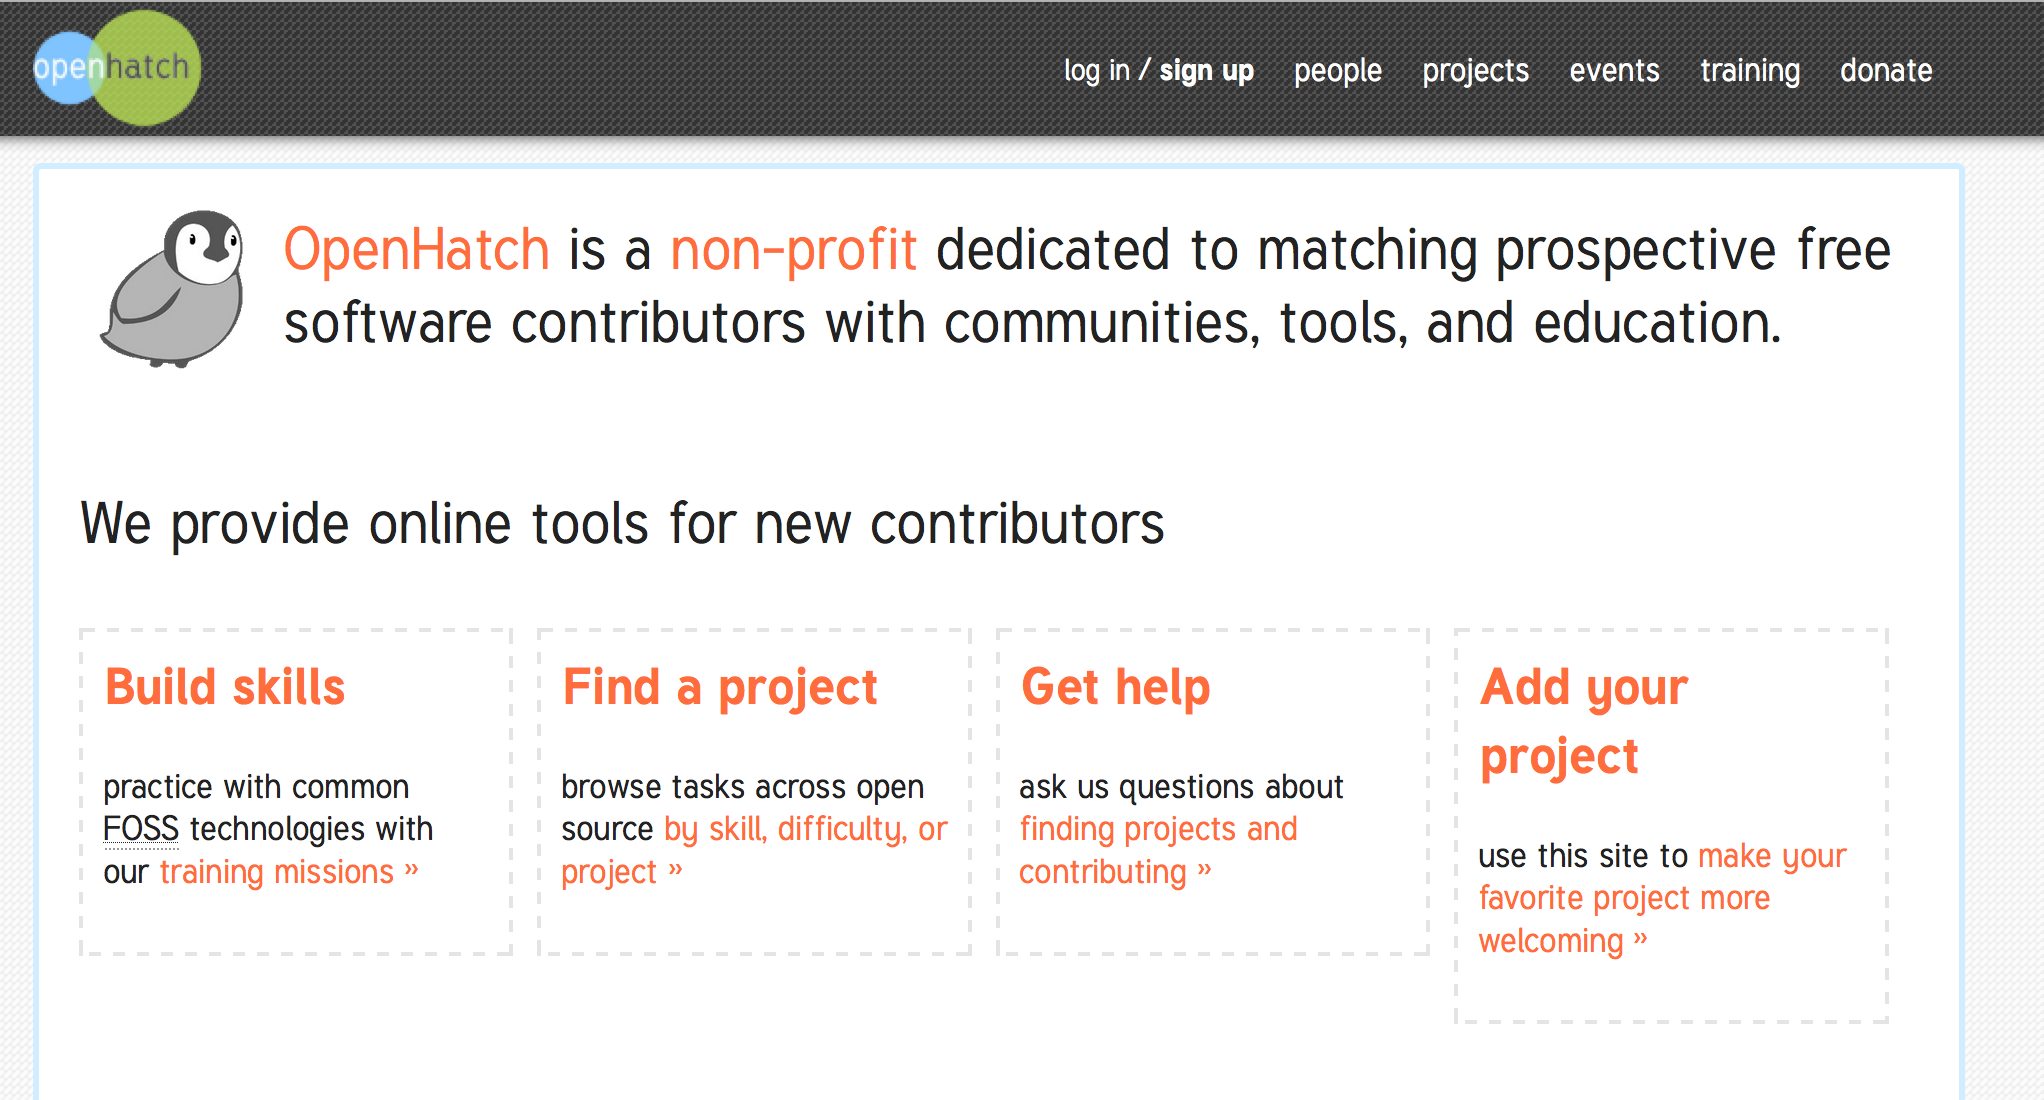 openhatch
log in / sign up people projects events training donate
OpenHatch is a non-profit dedicated to matching prospective free
software contributors with communities, tools, and education.
We provide online tools for new contributors
Build skills
practice with common
FOSS technologies with
our training missions »
Find a project
browse tasks across open
source by skill, difficulty, or
project »
Get help
ask us questions about
finding projects and
contributing »
Add your
project
use this site to make your
favorite project more
welcoming »